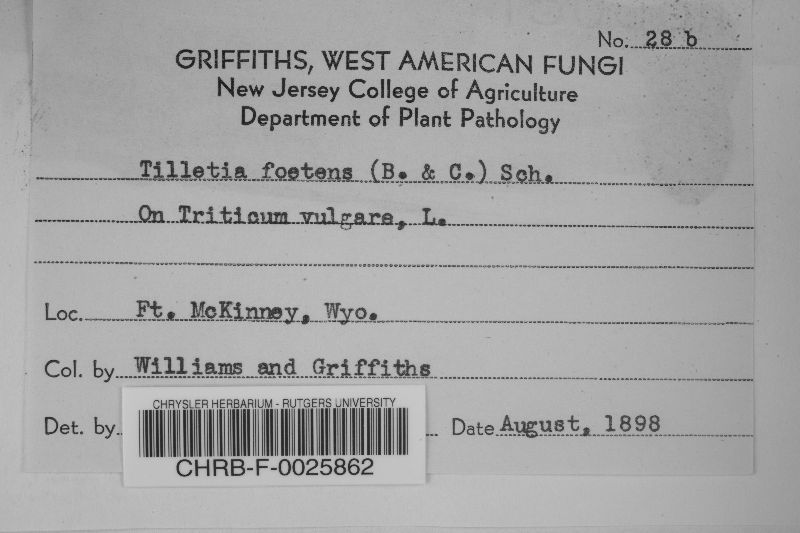 No. 28 b
GRIFFITHS, WEST AMERICAN FUNGI
New Jersey College of Agriculture
Department of Plant Pathology
Tilletia foetens (B. & C.) Sch.
On Triticum vulgare, L.
Loc. Ft. McKinney, Wyo.
Col. by Williams and Griffiths
Det. by Date August, 1898
CHRYSLER HERBARIUM - RUTGERS UNIVERSITY
CHRB-F-0025862